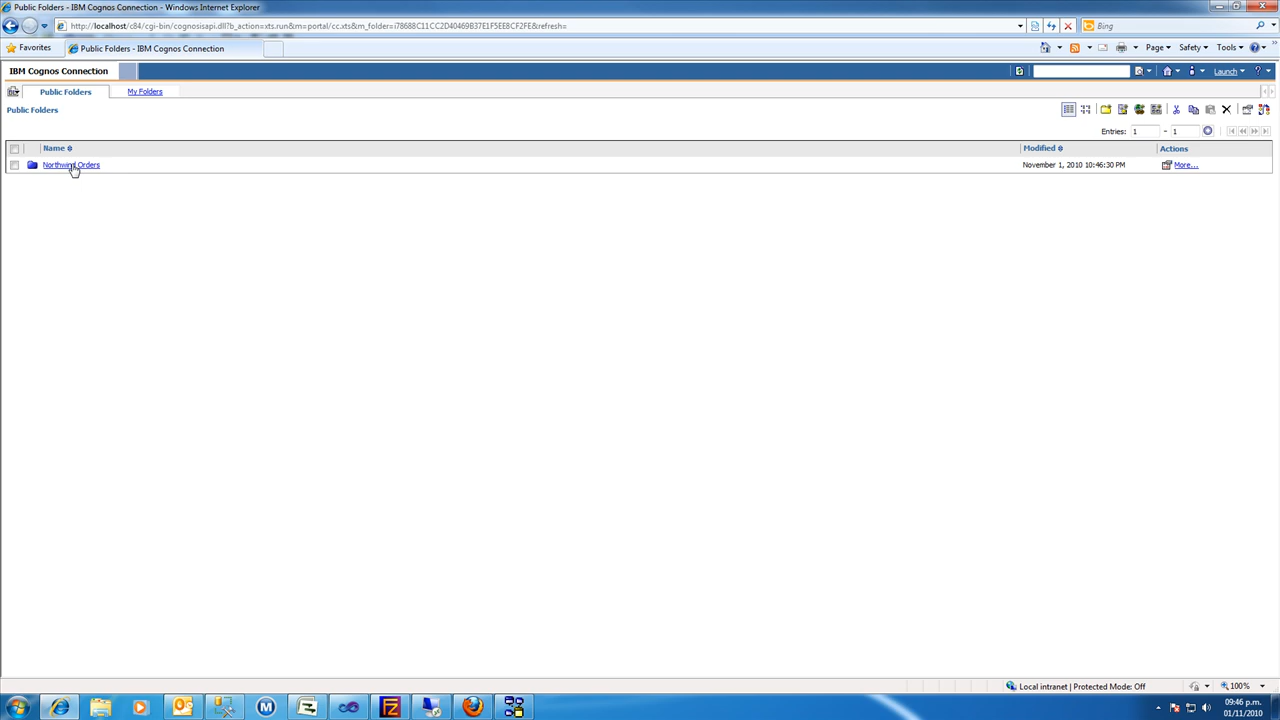 Public Folders - IBM Cognos Connection - Windows Internet Explorer
http://localhost/c84/cgi-bin/cognosisapi.dll?b_action=xts.run&m=portal/cc.xts&m_folder=i78688C11CC2D40469B37E1F5EE8CF2FE&refresh=
Bing
Favorites
Public Folders - IBM Cognos Connection
Page
Safety
Tools
IBM Cognos Connection
Launch
Public Folders
My Folders
Public Folders
Entries: 1 - 1
Name
Modified
Actions
Northwind Orders
November 1, 2010 10:46:30 PM
More...
Local intranet | Protected Mode: Off
100%
09:46 p.m.
01/11/2010